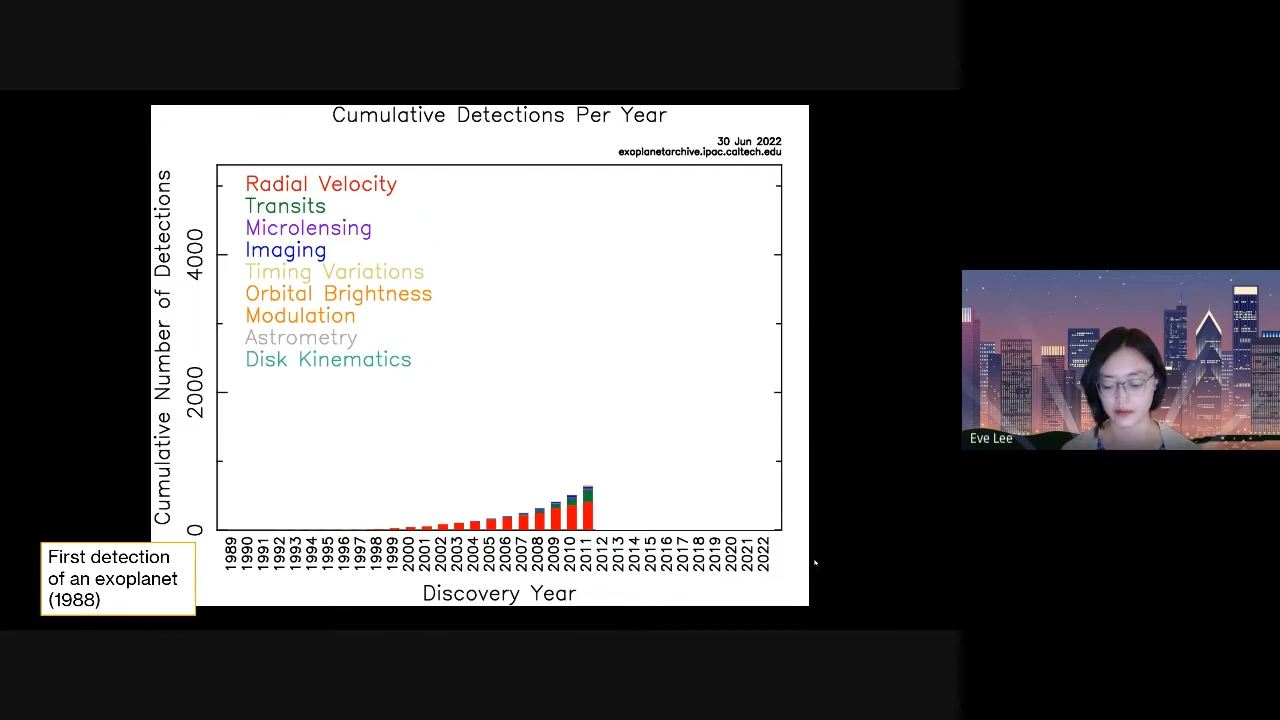 Cumulative Detections Per Year
30 Jun 2022
exoplanetarchive.ipac.caltech.edu
Cumulative Number of Detections
4000
2000
0
Radial Velocity
Transits
Microlensing
Imaging
Timing Variations
Orbital Brightness
Modulation
Astrometry
Disk Kinematics
1989
1990
1991
1992
1993
1994
1995
1996
1997
1998
1999
2000
2001
2002
2003
2004
2005
2006
2007
2008
2009
2010
2011
2012
2013
2014
2015
2016
2017
2018
2019
2020
2021
2022
Discovery Year
First detection
of an exoplanet
(1988)
Eve Lee